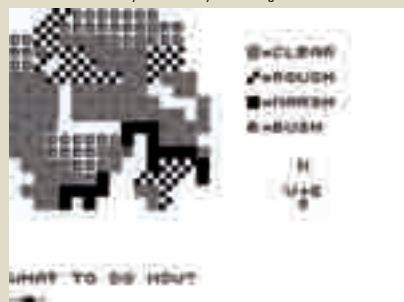 =CLEAR
=ROUGH
=MARSH
=BUSH
N
W+E
S
WHAT TO DO NOW?